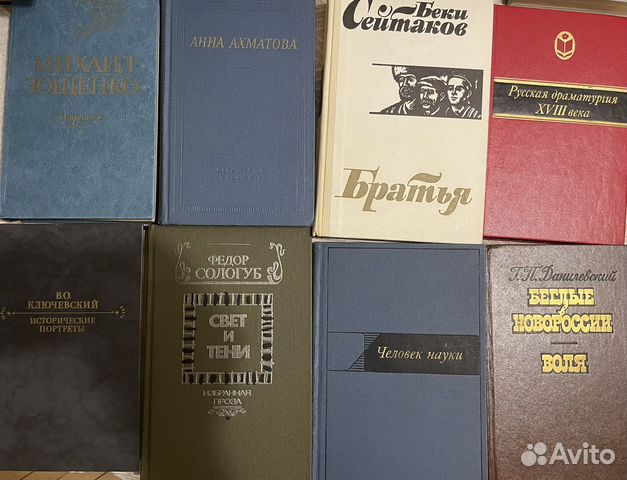 МИХАИЛ
ЗОЩЕНКО
Избранное
АННА АХМАТОВА
Беки
Сейтаков
Братья
Русская драматургия
XVIII века
В.О.
КЛЮЧЕВСКИЙ
ИСТОРИЧЕСКИЕ
ПОРТРЕТЫ
ФЕДОР
СОЛОГУБ
СВЕТ
И
ТЕНИ
ИЗБРАННАЯ
ПРОЗА
Человек науки
Г.П. Данилевский
БЕГЛЫЕ
в
НОВОРОССИИ
ВОЛЯ
Avito